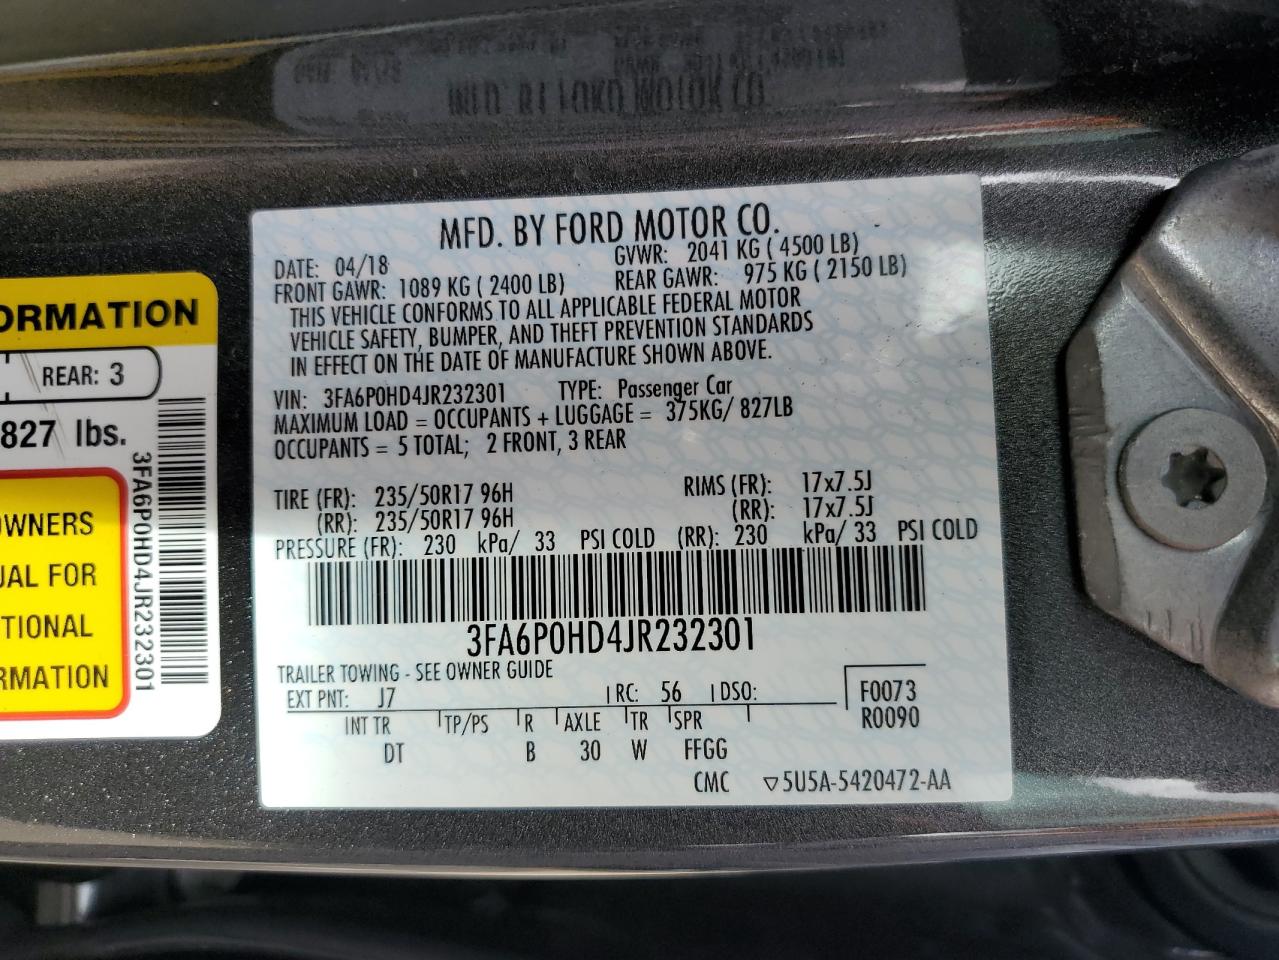 MFD. BY FORD MOTOR CO.
DATE: 04/18 GVWR: 2041 KG ( 4500 LB)
FRONT GAWR: 1089 KG ( 2400 LB) REAR GAWR: 975 KG ( 2150 LB)
THIS VEHICLE CONFORMS TO ALL APPLICABLE FEDERAL MOTOR
VEHICLE SAFETY, BUMPER, AND THEFT PREVENTION STANDARDS
IN EFFECT ON THE DATE OF MANUFACTURE SHOWN ABOVE.
VIN: 3FA6P0HD4JR232301 TYPE: Passenger Car
MAXIMUM LOAD = OCCUPANTS + LUGGAGE = 375KG/ 827LB
OCCUPANTS = 5 TOTAL; 2 FRONT, 3 REAR
TIRE (FR): 235/50R17 96H RIMS (FR): 17x7.5J
(RR): 235/50R17 96H (RR): 17x7.5J
PRESSURE (FR): 230 kPa/ 33 PSI COLD (RR): 230 kPa/ 33 PSI COLD
3FA6P0HD4JR232301
TRAILER TOWING - SEE OWNER GUIDE
EXT PNT: J7 RC: 56 DSO: F0073
INT TR TP/PS R AXLE TR SPR R0090
DT B 30 W FFGG
CMC ▽5U5A-5420472-AA
ORMATION
REAR: 3
827 lbs.
3FA6P0HD4JR232301
OWNERS
UAL FOR
TIONAL
RMATION